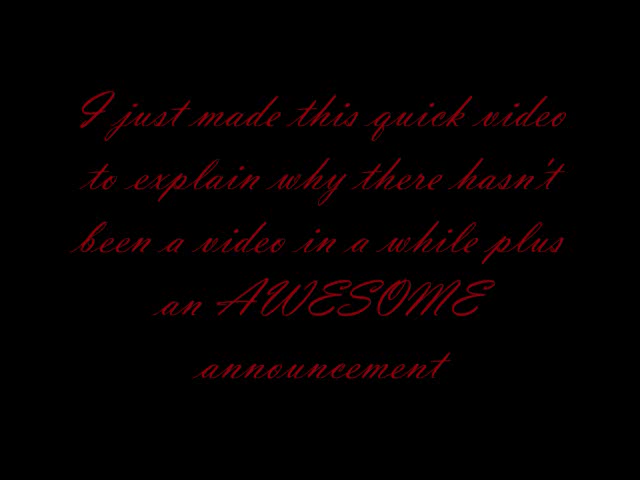 I just made this quick video
to explain why there hasn't
been a video in a while plus
an AWESOME
announcement